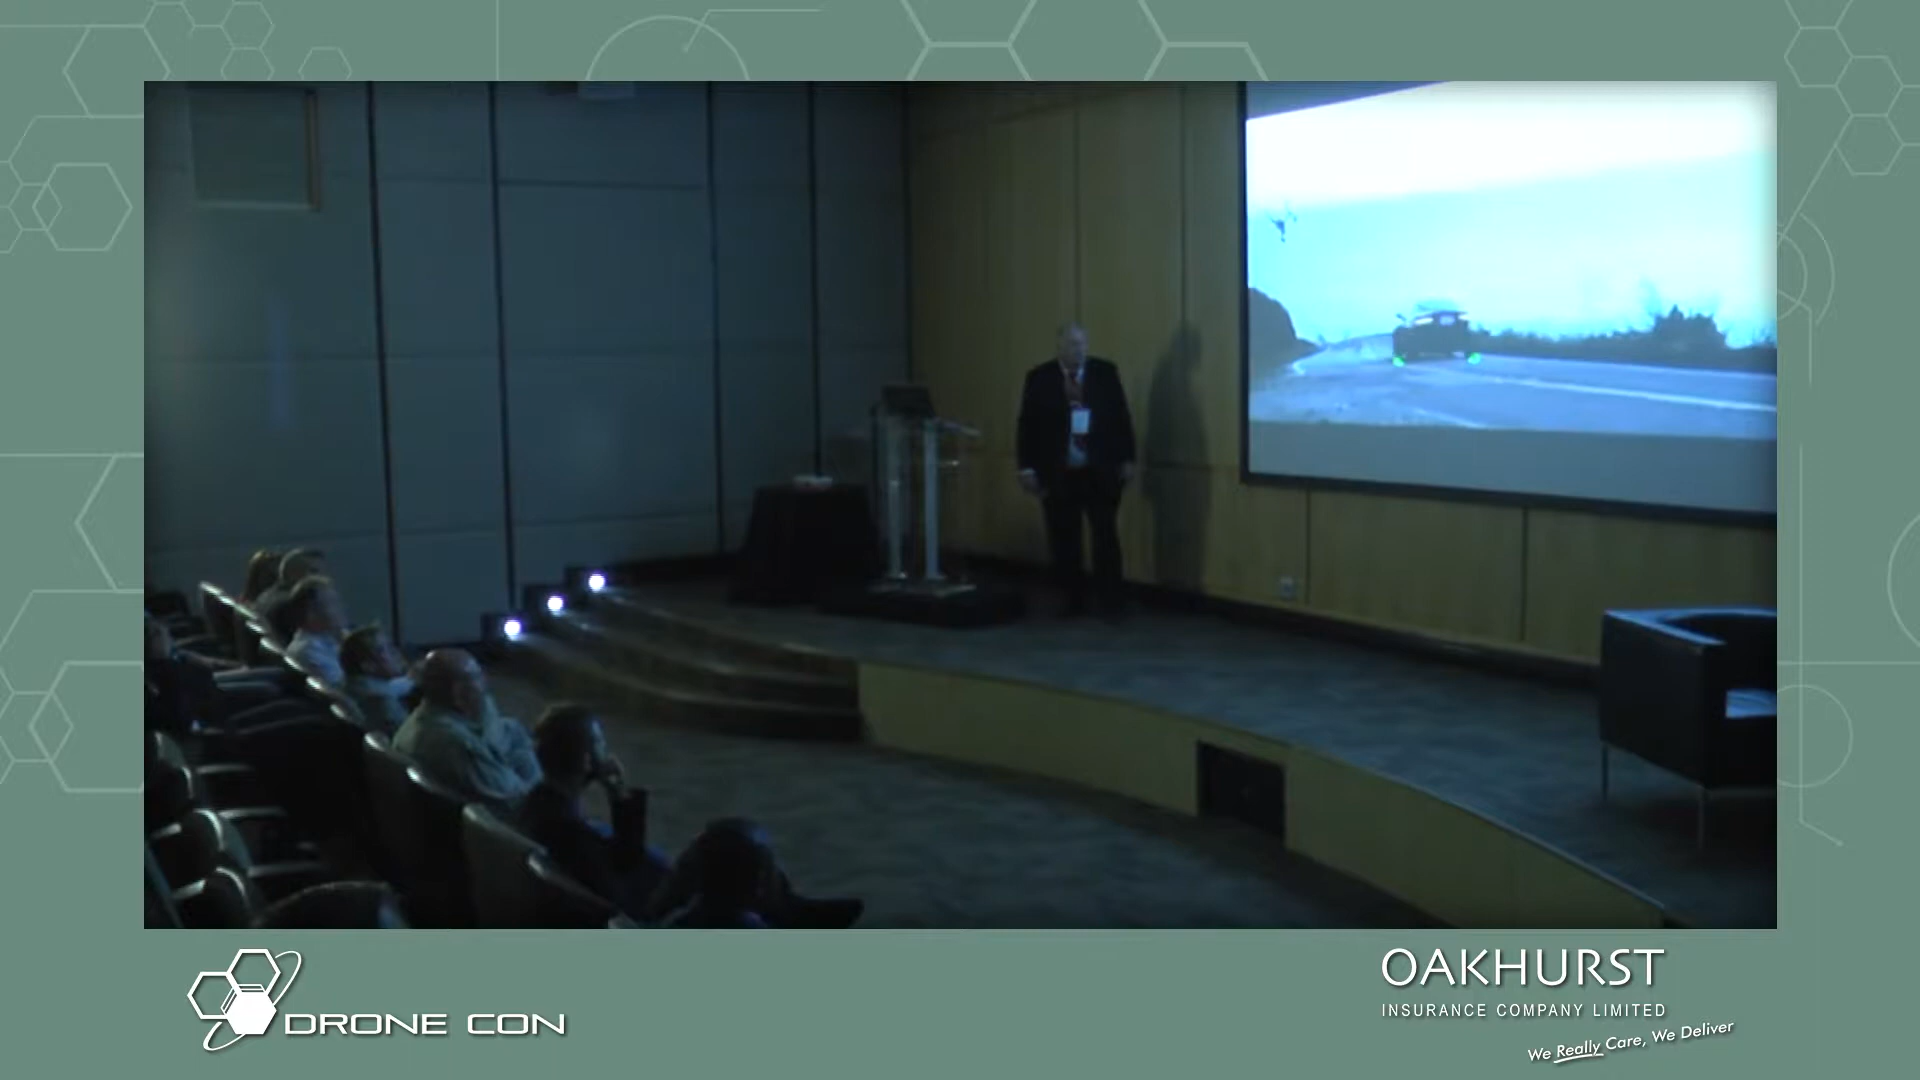 DRONE CON
OAKHURST
INSURANCE COMPANY LIMITED
We Really Care, We Deliver